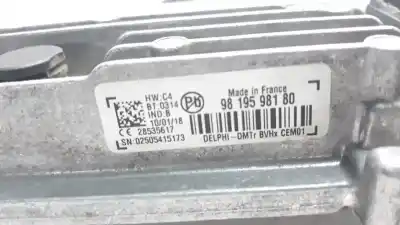 HW.C4
BT 0314
IND:B
10/01/18
CE 28535617
SN:02505415173
Pb
Made in France
98 195 981 80
DELPHI-DMTr BVHx CEM01